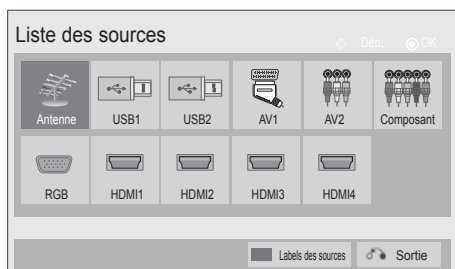 Liste des sources
Dép. OK
Antenne USB1 USB2 AV1 AV2 Composant
RGB HDMI1 HDMI2 HDMI3 HDMI4
Labels des sources Sortie